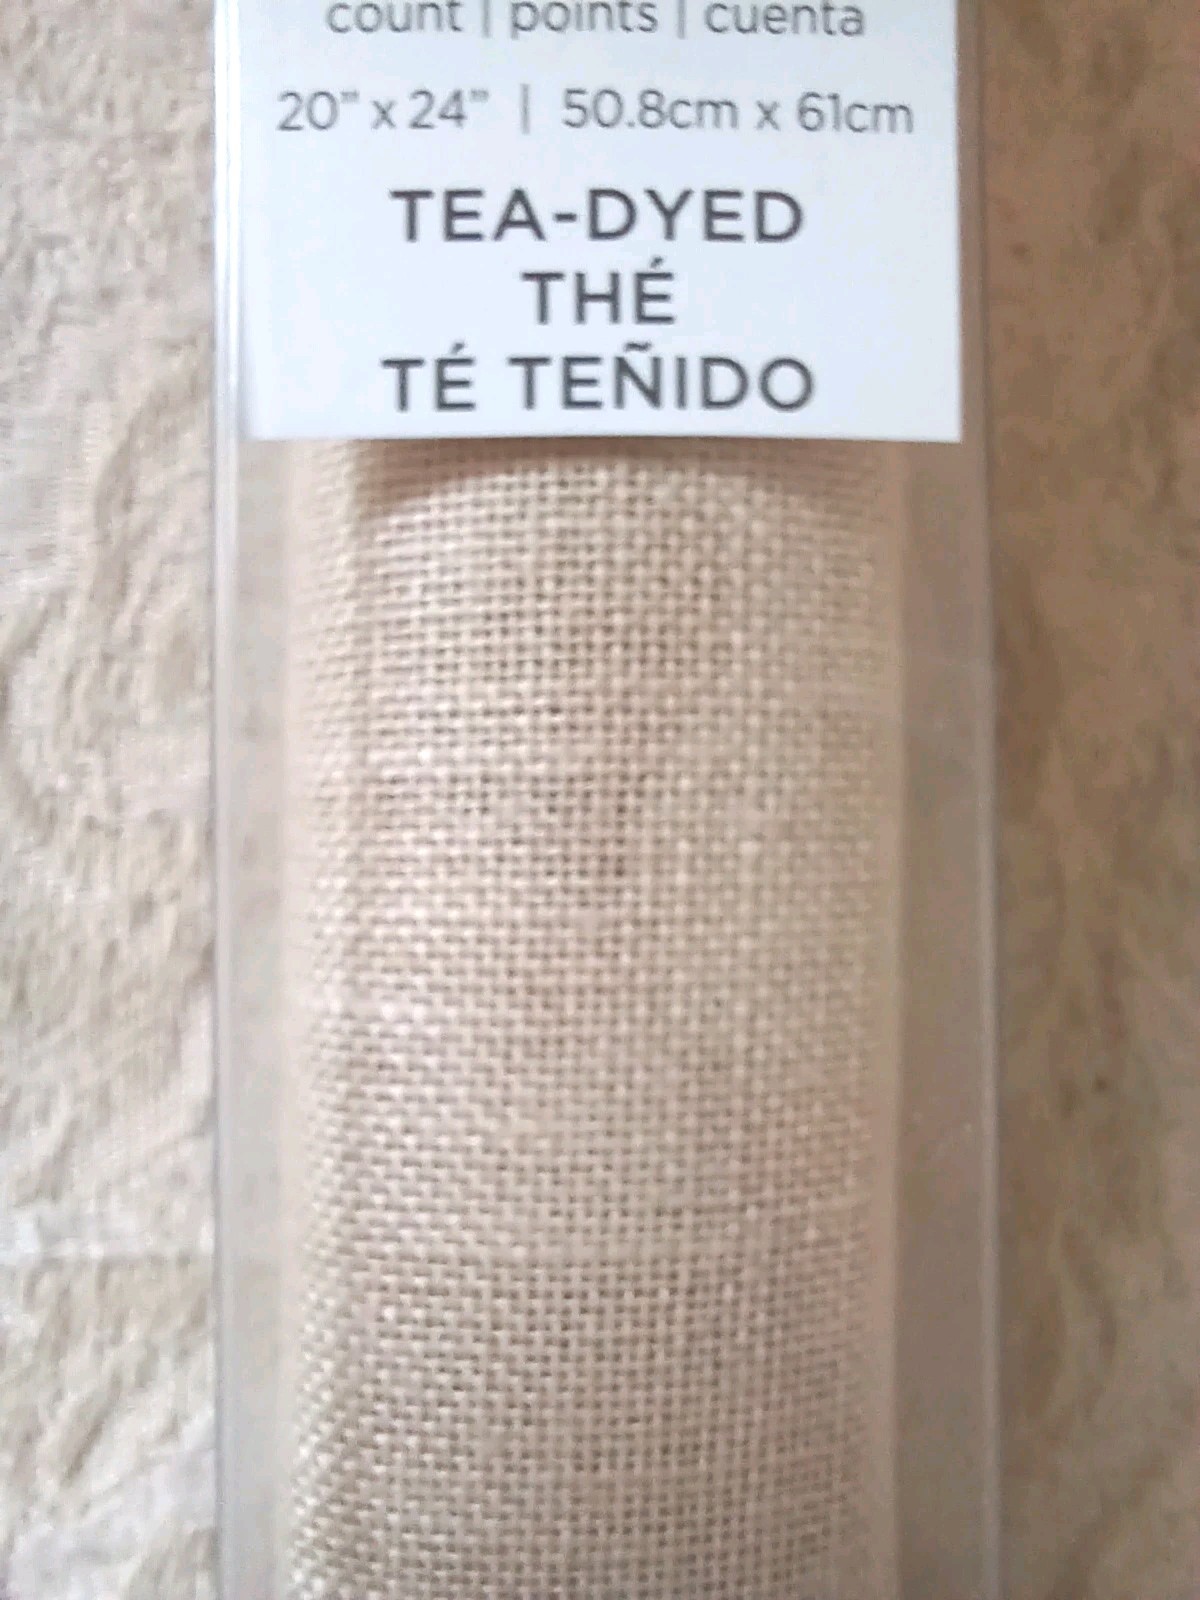 count | points | cuenta
20" x 24" | 50.8cm x 61cm
TEA-DYED
THÉ
TÉ TEÑIDO